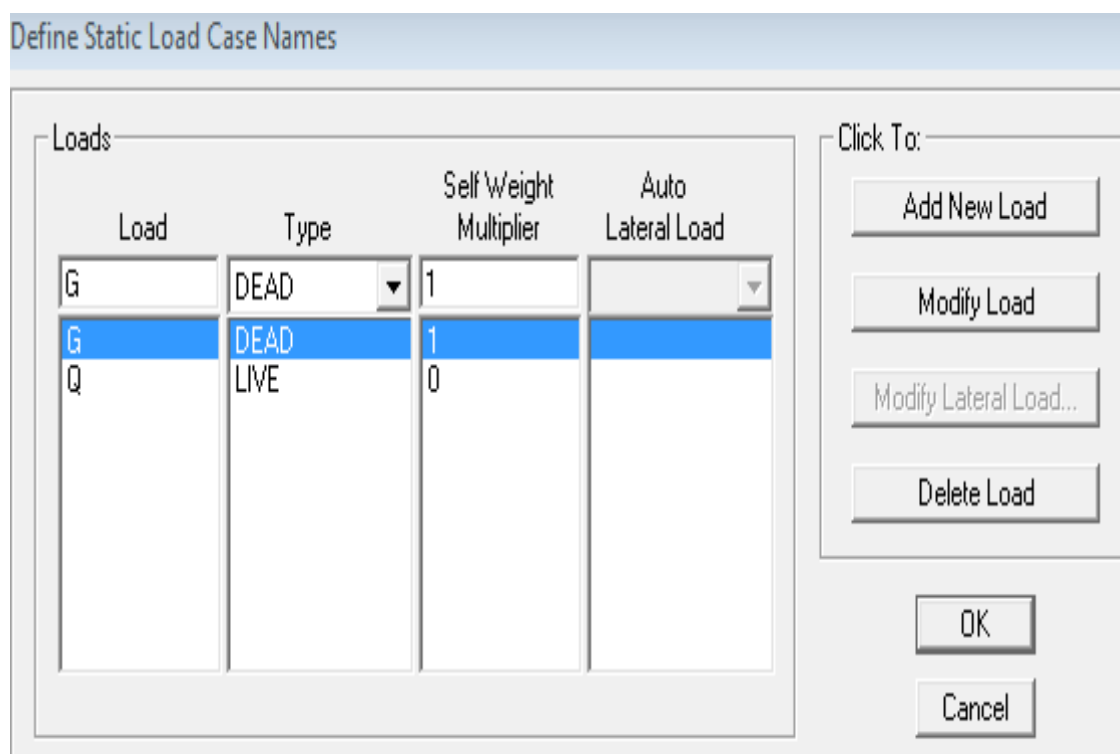 Define Static Load Case Names
Loads
Click To:
Load
Type
Self Weight
Multiplier
Auto
Lateral Load
G
DEAD
1
G
DEAD
1
Q
LIVE
0
Add New Load
Modify Load
Modify Lateral Load...
Delete Load
OK
Cancel